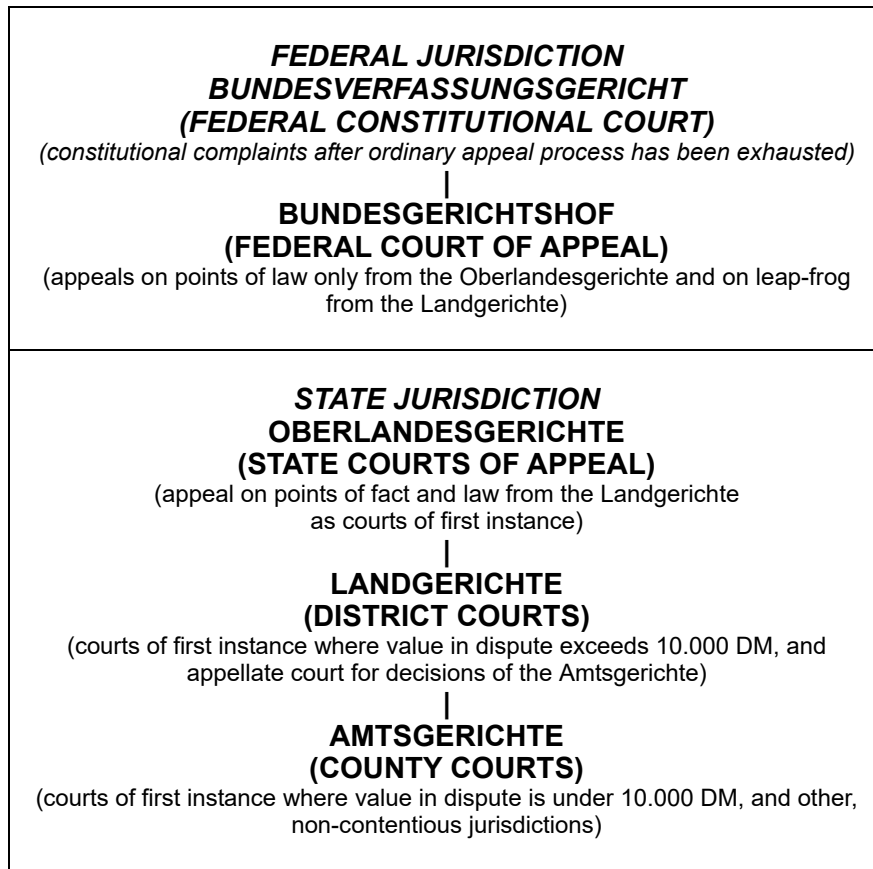 FEDERAL JURISDICTION
BUNDESVERFASSUNGSGERICHT
(FEDERAL CONSTITUTIONAL COURT)
(constitutional complaints after ordinary appeal process has been exhausted)
|
BUNDESGERICHTSHOF
(FEDERAL COURT OF APPEAL)
(appeals on points of law only from the Oberlandesgerichte and on leap-frog
from the Landgerichte)
STATE JURISDICTION
OBERLANDESGERICHTE
(STATE COURTS OF APPEAL)
(appeal on points of fact and law from the Landgerichte
as courts of first instance)
|
LANDGERICHTE
(DISTRICT COURTS)
(courts of first instance where value in dispute exceeds 10.000 DM, and
appellate court for decisions of the Amtsgerichte)
|
AMTSGERICHTE
(COUNTY COURTS)
(courts of first instance where value in dispute is under 10.000 DM, and other,
non-contentious jurisdictions)